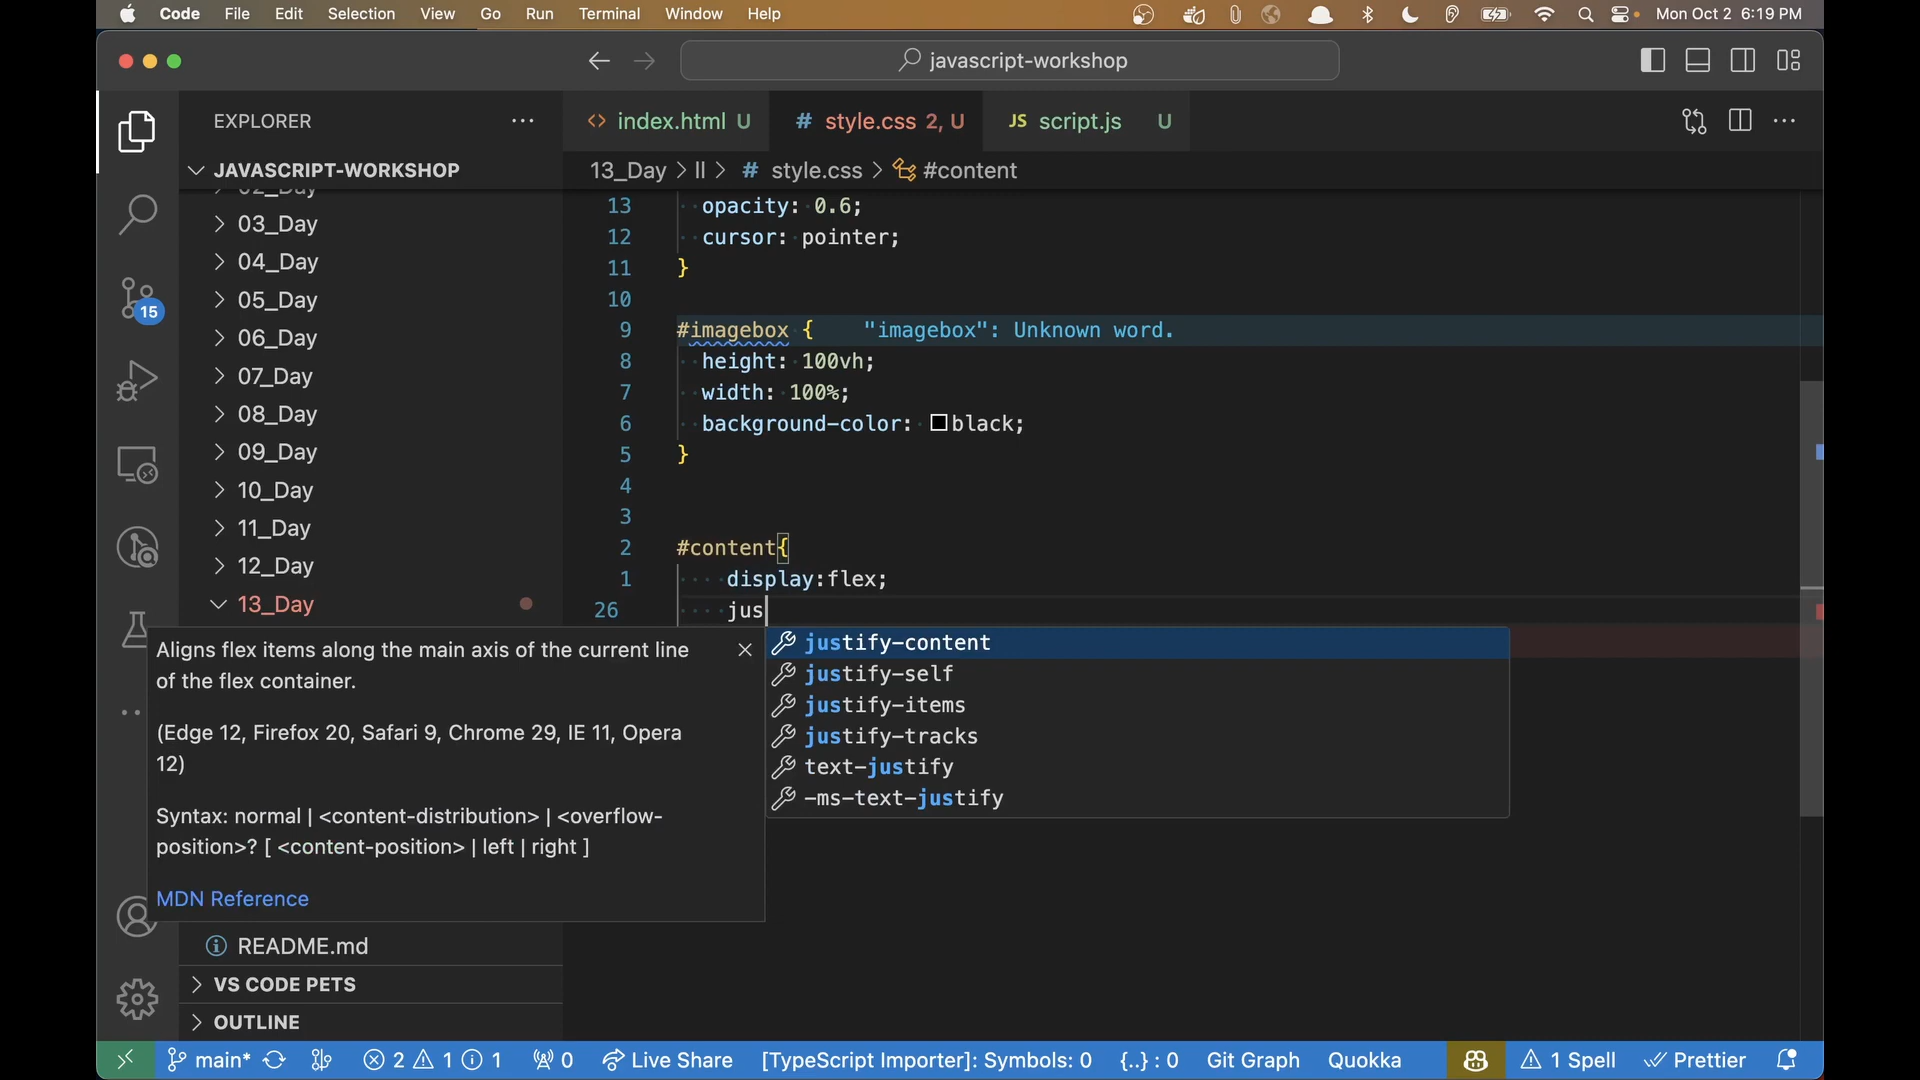 Code File Edit Selection View Go Run Terminal Window Help Mon Oct 2 6:19 PM
javascript-workshop
EXPLORER
index.html U
# style.css 2, U
JS script.js U
JAVASCRIPT-WORKSHOP
13_Day > ll > # style.css > #content
02_Day
03_Day
04_Day
05_Day
06_Day
07_Day
08_Day
09_Day
10_Day
11_Day
12_Day
13_Day
15
13 opacity: 0.6;
12 cursor: pointer;
11 }
10
9 #imagebox { "imagebox": Unknown word.
8 height: 100vh;
7 width: 100%;
6 background-color: black;
5 }
4
3
2 #content{
1 display:flex;
26 jus
justify-content
justify-self
justify-items
justify-tracks
text-justify
-ms-text-justify
Aligns flex items along the main axis of the current line
of the flex container.
(Edge 12, Firefox 20, Safari 9, Chrome 29, IE 11, Opera
12)
Syntax: normal | <content-distribution> | <overflow-
position>? [ <content-position> | left | right ]
MDN Reference
README.md
VS CODE PETS
OUTLINE
main* 2 1 1 0 Live Share [TypeScript Importer]: Symbols: 0 {..} : 0 Git Graph Quokka 1 Spell Prettier